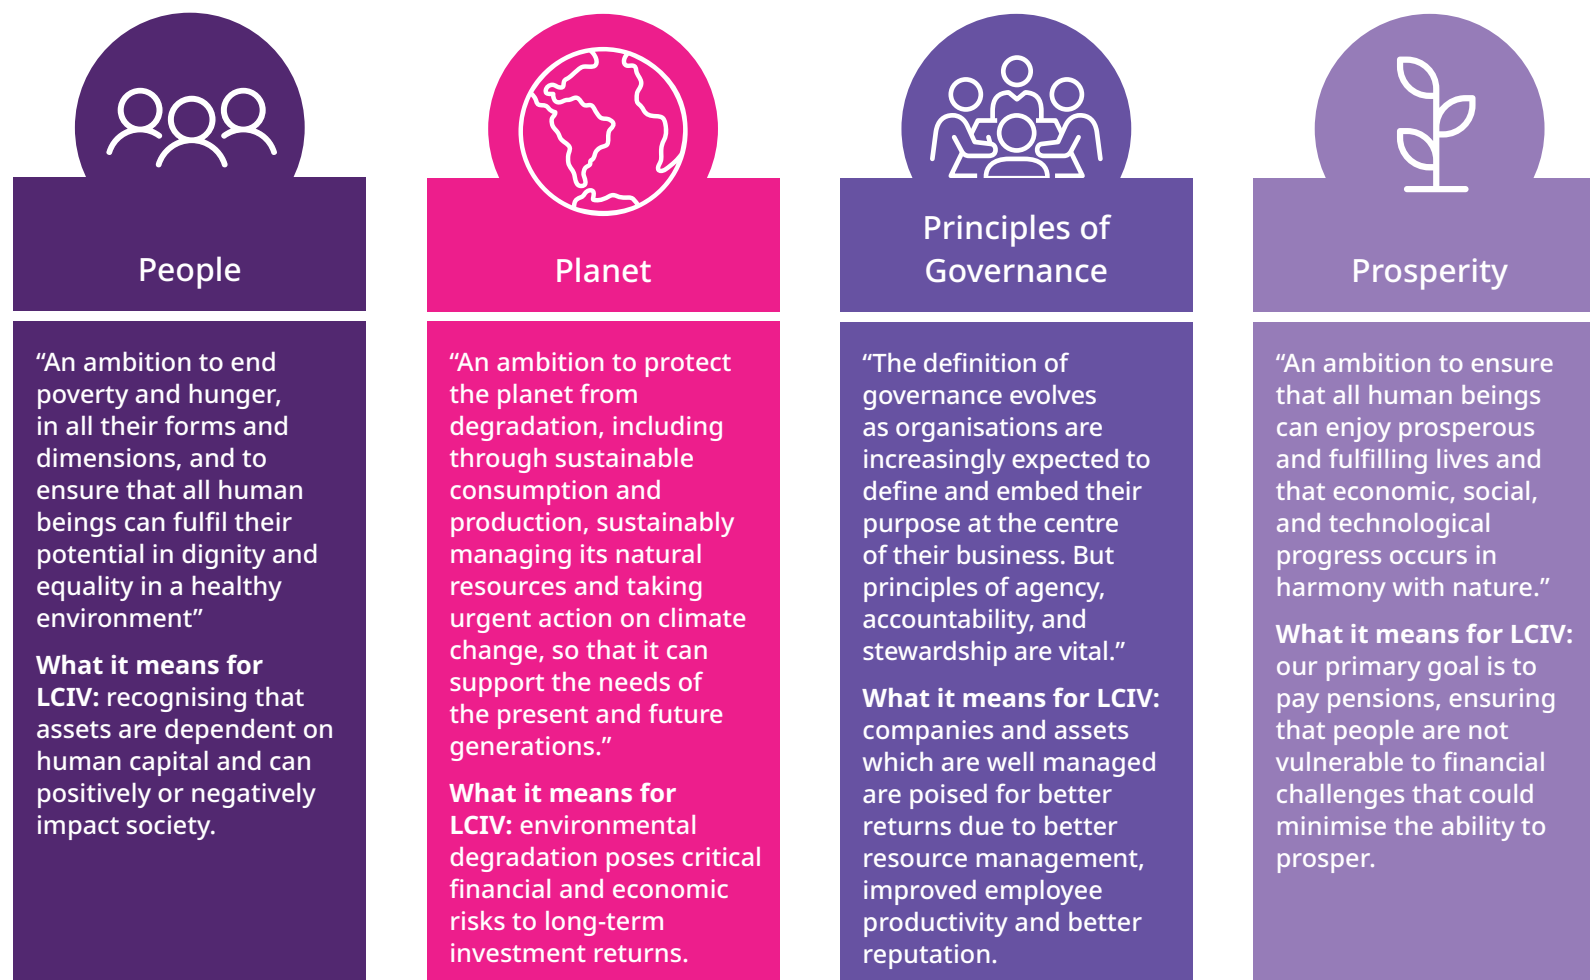 People
“An ambition to end
poverty and hunger,
in all their forms and
dimensions, and to
ensure that all human
beings can fulfil their
potential in dignity and
equality in a healthy
environment”
What it means for
LCIV: recognising that
assets are dependent on
human capital and can
positively or negatively
impact society.
Planet
“An ambition to protect
the planet from
degradation, including
through sustainable
consumption and
production, sustainably
managing its natural
resources and taking
urgent action on climate
change, so that it can
support the needs of
the present and future
generations.”
What it means for
LCIV: environmental
degradation poses critical
financial and economic
risks to long-term
investment returns.
Principles of
Governance
“The definition of
governance evolves
as organisations are
increasingly expected to
define and embed their
purpose at the centre
of their business. But
principles of agency,
accountability, and
stewardship are vital.”
What it means for LCIV:
companies and assets
which are well managed
are poised for better
returns due to better
resource management,
improved employee
productivity and better
reputation.
Prosperity
“An ambition to ensure
that all human beings
can enjoy prosperous
and fulfilling lives and
that economic, social,
and technological
progress occurs in
harmony with nature.”
What it means for LCIV:
our primary goal is to
pay pensions, ensuring
that people are not
vulnerable to financial
challenges that could
minimise the ability to
prosper.